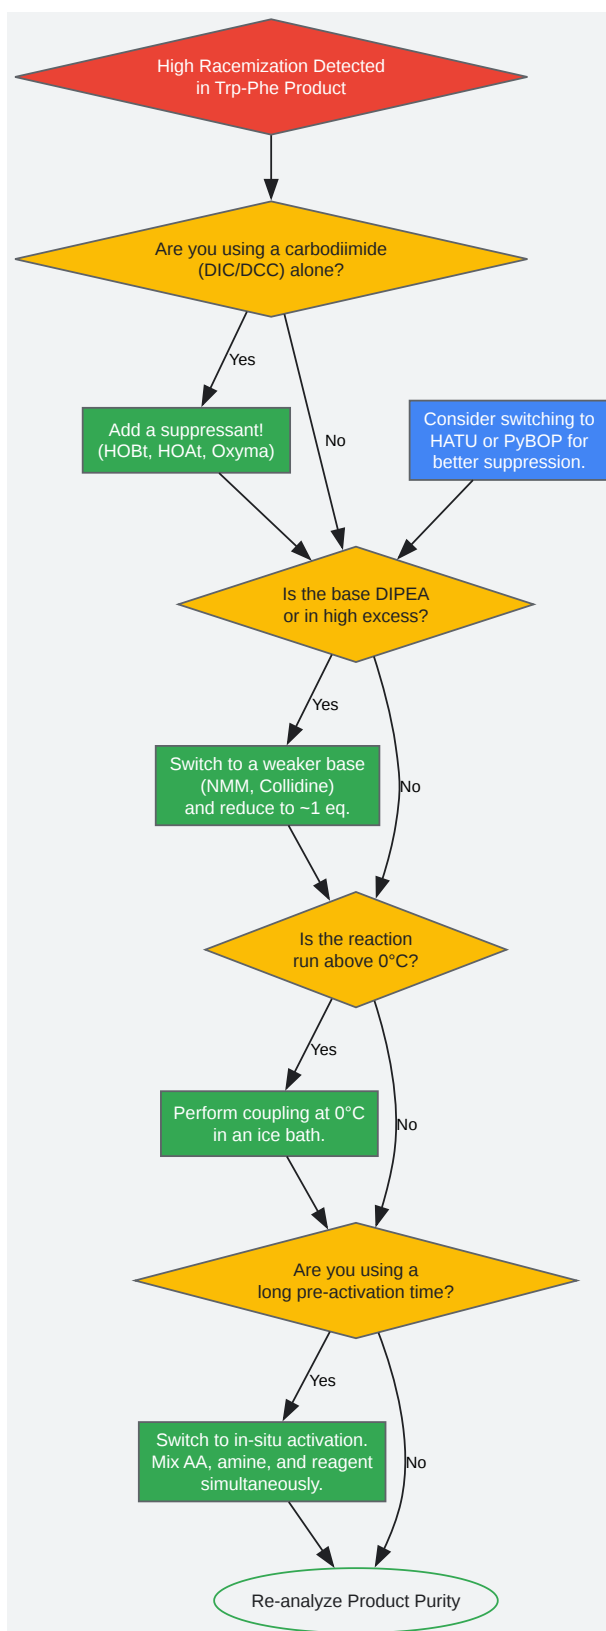 High Racemization Detected
in Trp-Phe Product
Are you using a carbodiimide
(DIC/DCC) alone?
Yes
No
Add a suppressant!
(HOBt, HOAt, Oxyma)
Consider switching to
HATU or PyBOP for
better suppression.
Is the base DIPEA
or in high excess?
Yes
No
Switch to a weaker base
(NMM, Collidine)
and reduce to ~1 eq.
Is the reaction
run above 0°C?
Yes
No
Perform coupling at 0°C
in an ice bath.
Are you using a
long pre-activation time?
Yes
No
Switch to in-situ activation.
Mix AA, amine, and reagent
simultaneously.
Re-analyze Product Purity